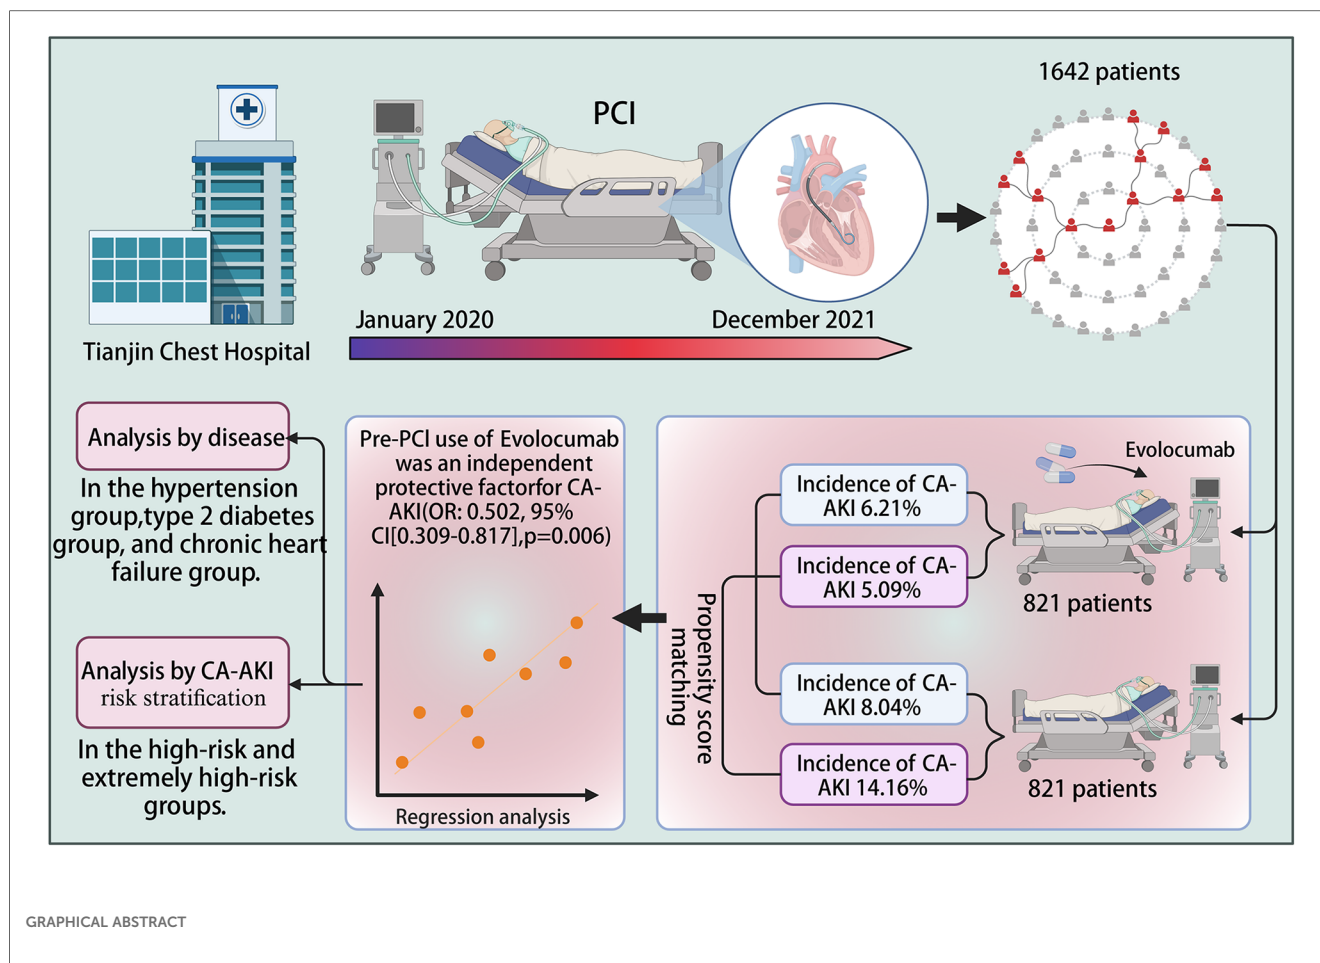 1642 patients
PCI
January 2020
December 2021
Tianjin Chest Hospital
Analysis by disease
In the hypertension
group,type 2 diabetes
group, and chronic heart
failure group.
Analysis by CA-AKI
risk stratification
In the high-risk and
extremely high-risk
groups.
Pre-PCI use of Evolocumab
was an independent
protective factorfor CA-
AKI(OR: 0.502, 95%
CI[0.309-0.817],p=0.006)
Regression analysis
Propensity score
matching
Incidence of CA-
AKI 6.21%
Incidence of CA-
AKI 5.09%
Incidence of CA-
AKI 8.04%
Incidence of CA-
AKI 14.16%
Evolocumab
821 patients
821 patients
GRAPHICAL ABSTRACT